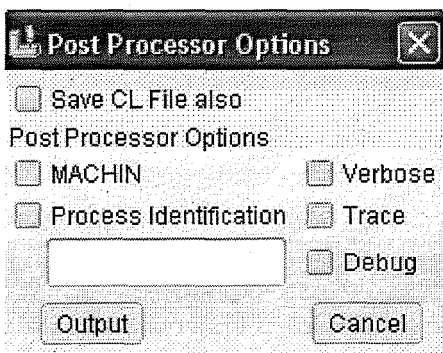 Post Processor Options
Save CL File also
Post Processor Options
MACHIN Verbose
Process Identification Trace
Debug
Output Cancel